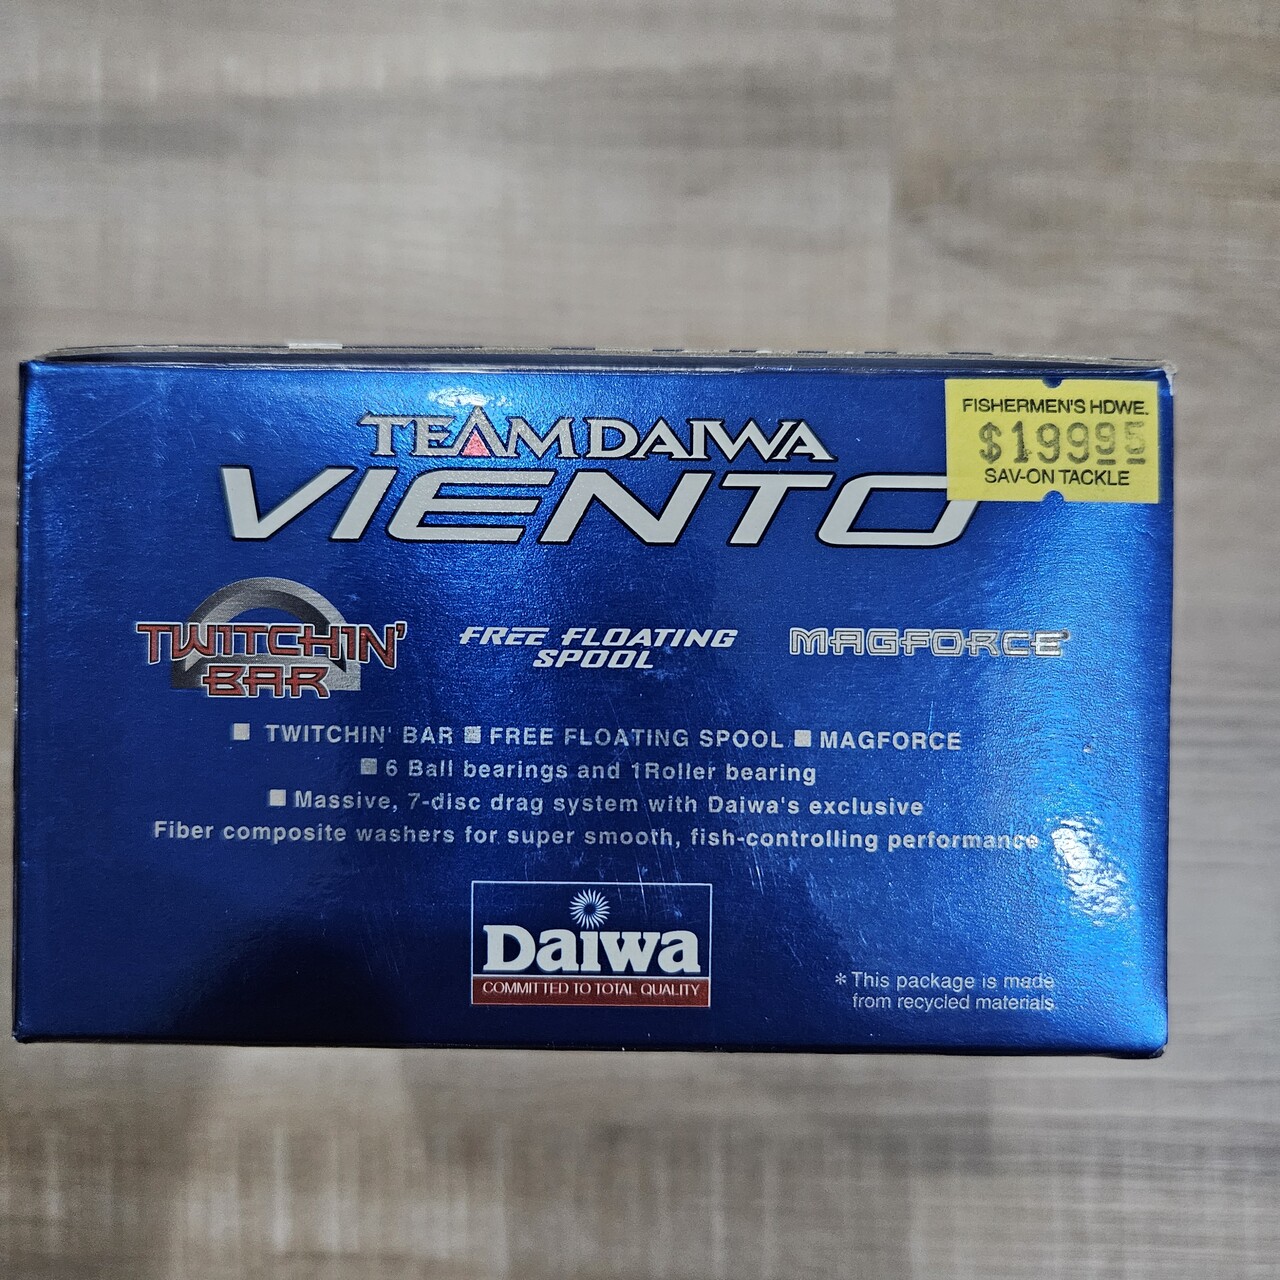 TEAMDAIWA
VIENTO
FISHERMEN'S HDWE.
$199.95
SAV-ON TACKLE
TWITCHIN'
BAR
FREE FLOATING
SPOOL
MAGFORCE
■ TWITCHIN' BAR ■ FREE FLOATING SPOOL ■ MAGFORCE
■ 6 Ball bearings and 1Roller bearing
■ Massive, 7-disc drag system with Daiwa's exclusive
Fiber composite washers for super smooth, fish-controlling performance
Daiwa
COMMITTED TO TOTAL QUALITY
* This package is made
from recycled materials